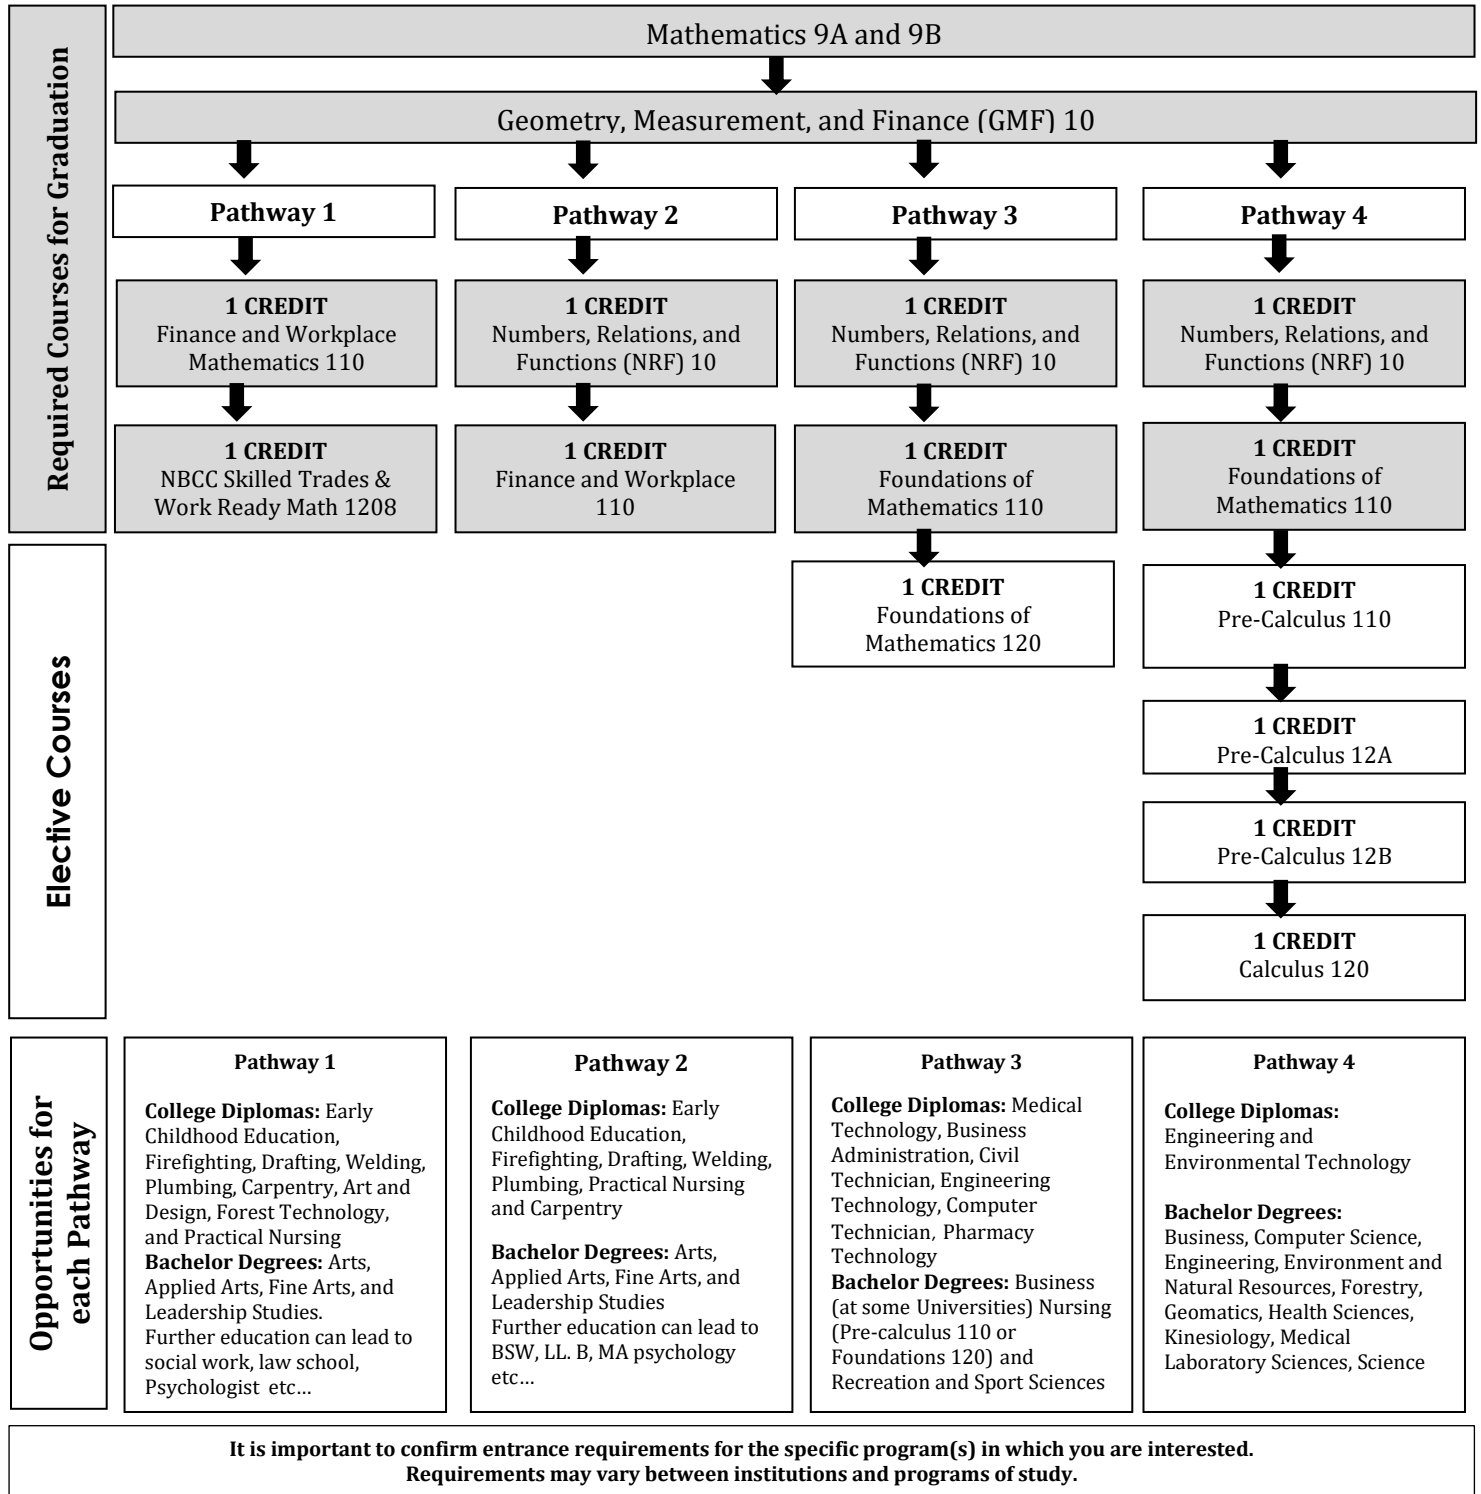 Required Courses for Graduation
Mathematics 9A and 9B
Geometry, Measurement, and Finance (GMF) 10
Pathway 1
Pathway 2
Pathway 3
Pathway 4
1 CREDIT
Finance and Workplace
Mathematics 110
1 CREDIT
Numbers, Relations, and
Functions (NRF) 10
1 CREDIT
Numbers, Relations, and
Functions (NRF) 10
1 CREDIT
Numbers, Relations, and
Functions (NRF) 10
1 CREDIT
NBCC Skilled Trades &
Work Ready Math 1208
1 CREDIT
Finance and Workplace
110
1 CREDIT
Foundations of
Mathematics 110
1 CREDIT
Foundations of
Mathematics 110
Elective Courses
1 CREDIT
Foundations of
Mathematics 120
1 CREDIT
Pre-Calculus 110
1 CREDIT
Pre-Calculus 12A
1 CREDIT
Pre-Calculus 12B
1 CREDIT
Calculus 120
Opportunities for
each Pathway
Pathway 1
College Diplomas: Early
Childhood Education,
Firefighting, Drafting, Welding,
Plumbing, Carpentry, Art and
Design, Forest Technology,
and Practical Nursing
Bachelor Degrees: Arts,
Applied Arts, Fine Arts, and
Leadership Studies.
Further education can lead to
social work, law school,
Psychologist etc…
Pathway 2
College Diplomas: Early
Childhood Education,
Firefighting, Drafting, Welding,
Plumbing, Practical Nursing
and Carpentry
Bachelor Degrees: Arts,
Applied Arts, Fine Arts, and
Leadership Studies
Further education can lead to
BSW, LL. B, MA psychology
etc…
Pathway 3
College Diplomas: Medical
Technology, Business
Administration, Civil
Technician, Engineering
Technology, Computer
Technician, Pharmacy
Technology
Bachelor Degrees: Business
(at some Universities) Nursing
(Pre-calculus 110 or
Foundations 120) and
Recreation and Sport Sciences
Pathway 4
College Diplomas:
Engineering and
Environmental Technology
Bachelor Degrees:
Business, Computer Science,
Engineering, Environment and
Natural Resources, Forestry,
Geomatics, Health Sciences,
Kinesiology, Medical
Laboratory Sciences, Science
It is important to confirm entrance requirements for the specific program(s) in which you are interested.
Requirements may vary between institutions and programs of study.